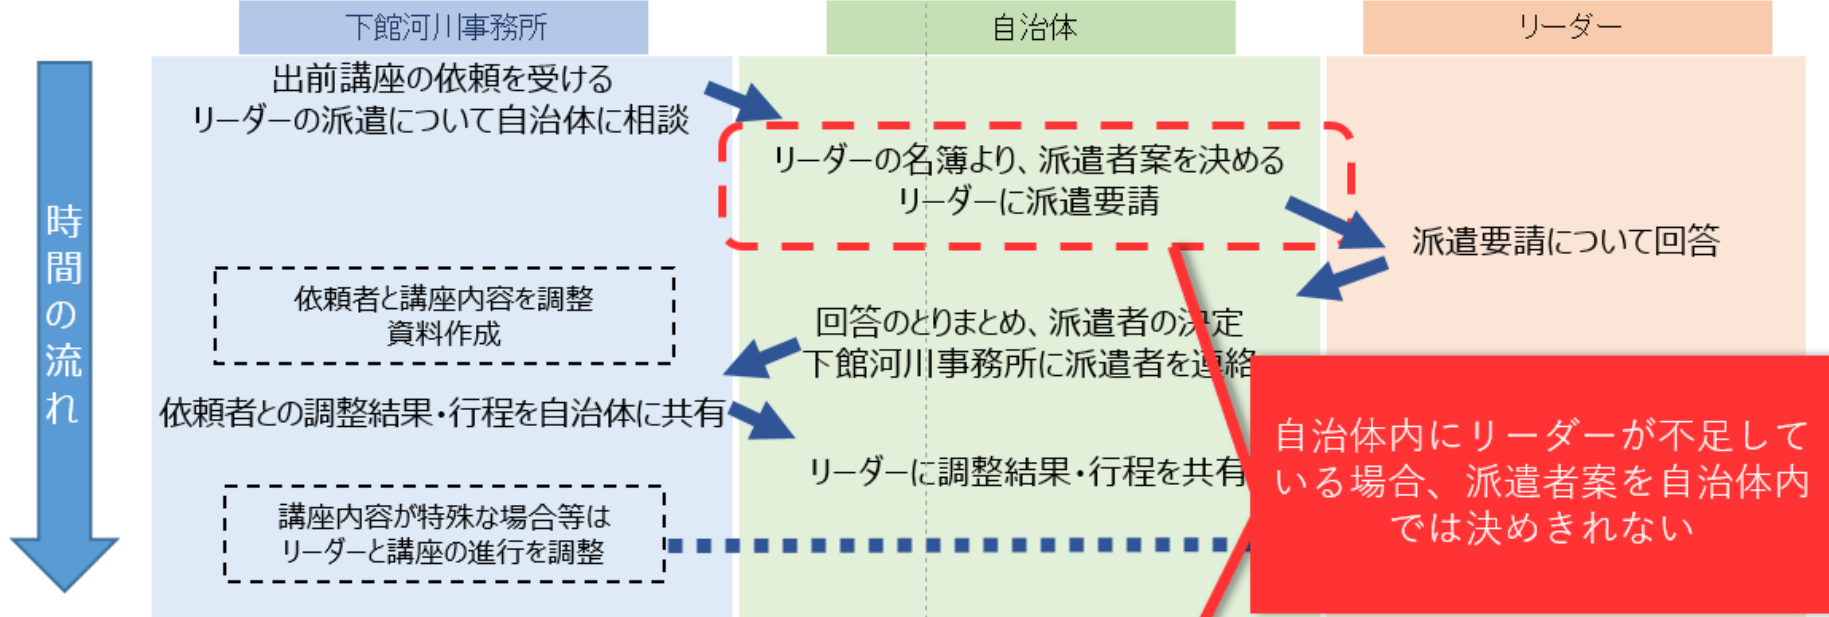 下館河川事務所
自治体
リーダー
時間の流れ
出前講座の依頼を受ける
リーダーの派遣について自治体に相談
リーダーの名簿より、派遣者案を決める
リーダーに派遣要請
派遣要請について回答
依頼者と講座内容を調整
資料作成
回答のとりまとめ、派遣者の決定
下館河川事務所に派遣者を連絡
依頼者との調整結果・行程を自治体に共有
リーダーに調整結果・行程を共有
講座内容が特殊な場合等は
リーダーと講座の進行を調整
自治体内にリーダーが不足して
いる場合、派遣者案を自治体内
では決めきれない